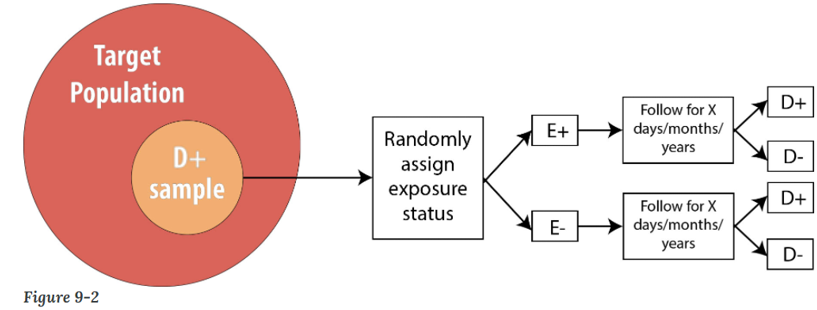 Target
Population
D+
sample
Randomly
assign
exposure
status
E+
E-
Follow for X
days/months/
years
Follow for X
days/months/
years
D+
D-
D+
D-
Figure 9-2